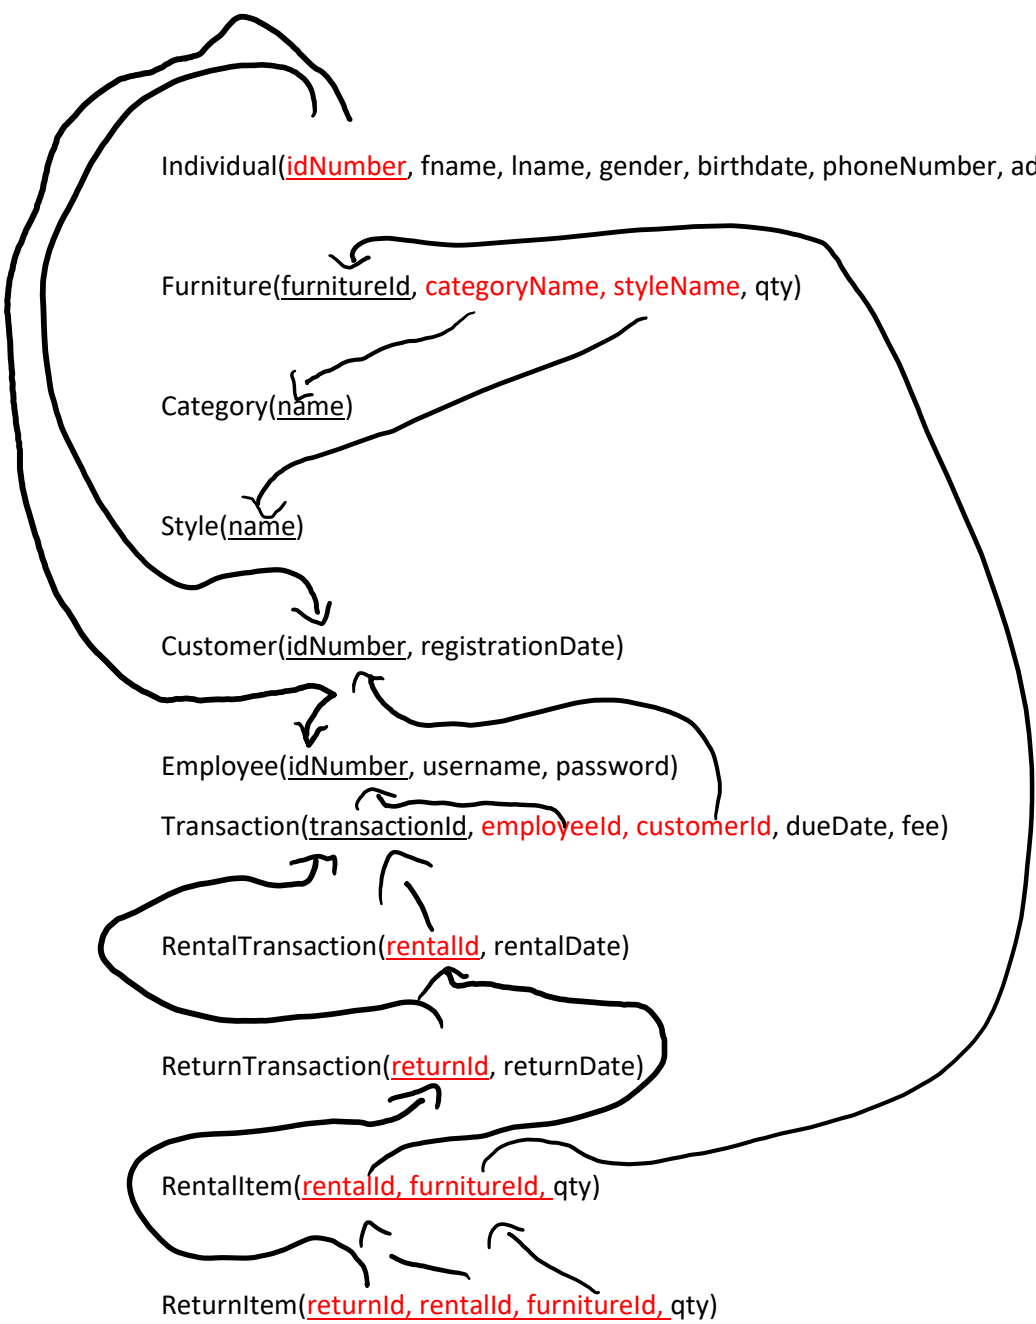 Individual(idNumber, fname, lname, gender, birthdate, phoneNumber, ad
Furniture(furnitureId, categoryName, styleName, qty)
Category(name)
Style(name)
Customer(idNumber, registrationDate)
Employee(idNumber, username, password)
Transaction(transactionId, employeeId, customerId, dueDate, fee)
RentalTransaction(rentalId, rentalDate)
ReturnTransaction(returnId, returnDate)
RentalItem(rentalId, furnitureId, qty)
ReturnItem(returnId, rentalId, furnitureId, qty)